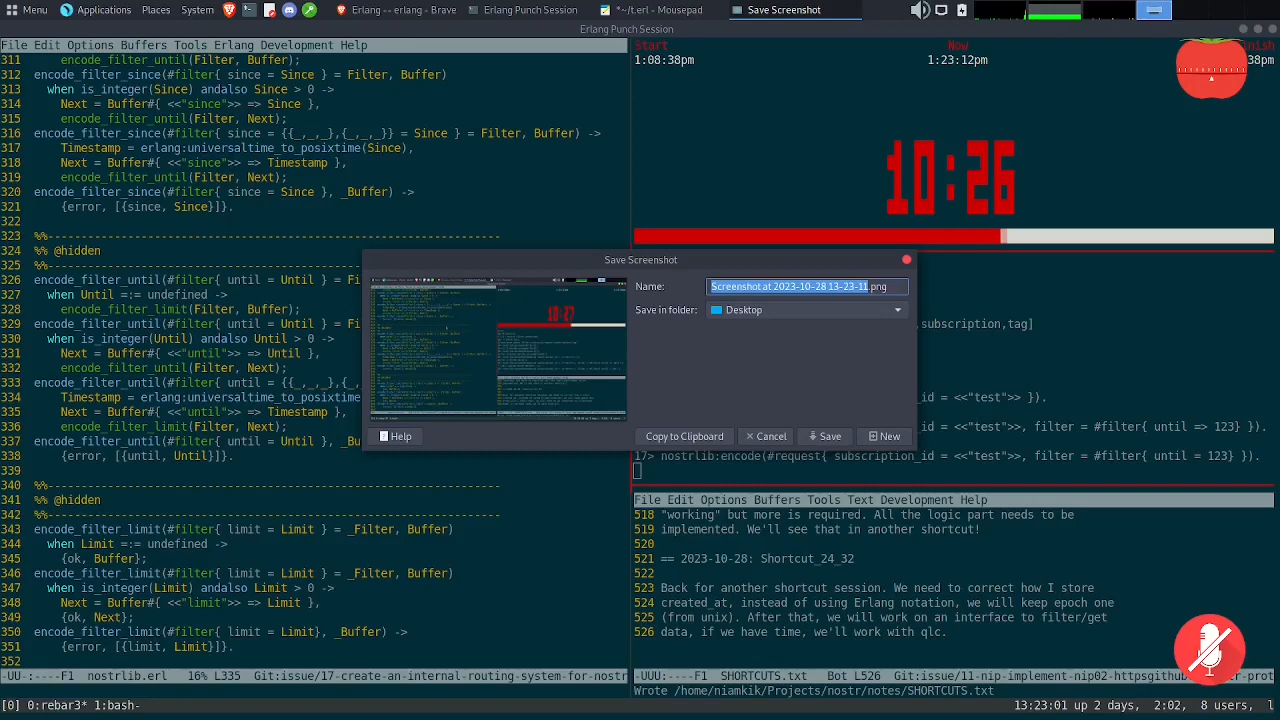 Menu Applications Places System Erlang -- erlang - Brave Erlang Punch Session *~/t.erl - Mousepad Save Screenshot
Erlang Punch Session
File Edit Options Buffers Tools Erlang Development Help
311 encode_filter_until(Filter, Buffer);
312 encode_filter_since(#filter{ since = Since } = Filter, Buffer)
313 when is_integer(Since) andalso Since > 0 ->
314 Next = Buffer#{ <<"since">> => Since },
315 encode_filter_until(Filter, Next);
316 encode_filter_since(#filter{ since = {{_,_,_},{_,_,_}} = Since } = Filter, Buffer) ->
317 Timestamp = erlang:universaltime_to_posixtime(Since),
318 Next = Buffer#{ <<"since">> => Timestamp },
319 encode_filter_until(Filter, Next);
320 encode_filter_since(#filter{ since = Since }, _Buffer) ->
321 {error, [{since, Since}]}.
322
323 %%--------------------------------------------------------------------
324 %% @hidden
325 %%--------------------------------------------------------------------
326 encode_filter_until(#filter{ until = U
327 when Until =:= undefined ->
328 encode_filter_limit(Filter, Buffer);
329 encode_filter_until(#filter{ until = U
330 when is_integer(Until) andalso Until >
331 Next = Buffer#{ <<"until">> => Until },
332 encode_filter_limit(Filter, Buffer);
333 encode_filter_until(#filter{ until = {{_,_,_},{_
334 Timestamp = erlang:universaltime_to_posixtime
335 Next = Buffer#{ <<"until">> => Timestamp },
336 encode_filter_limit(Filter, Buffer);
337 encode_filter_until(#filter{ until = Until }, _Bu
338 {error, [{until, Until}]}.
339
340 %%--------------------------------------------------------------------
341 %% @hidden
342 %%--------------------------------------------------------------------
343 encode_filter_limit(#filter{ limit = Limit } = _Filter, Buffer)
344 when Limit =:= undefined ->
345 {ok, Buffer};
346 encode_filter_limit(#filter{ limit = Limit } = _Filter, Buffer)
347 when is_integer(Limit) andalso Limit > 0 ->
348 Next = Buffer#{ <<"limit">> => Limit },
349 {ok, Next};
350 encode_filter_limit(#filter{ limit = Limit}, _Buffer) ->
351 {error, [{limit, Limit}]}.
352
-UU-:----F1 nostrlib.erl 16% L335 Git:issue/17-create-an-internal-routing-system-for-nostr
Start Now inish
1:08:38pm 1:23:12pm 38pm
10:26
Save Screenshot
Name: Screenshot at 2023-10-28 13-23-11.png
Save in folder: Desktop
10:27
Help Copy to Clipboard Cancel Save New
,subscription,tag]
_id = <<"test">> }).
_id = <<"test">>, filter = #filter{ until => 123} }).
17> nostrlib:encode(#request{ subscription_id = <<"test">>, filter = #filter{ until = 123} }).
File Edit Options Buffers Tools Text Development Help
518 "working" but more is required. All the logic part needs to be
519 implemented. We'll see that in another shortcut!
520
521 == 2023-10-28: Shortcut_24_32
522
523 Back for another shortcut session. We need to correct how I store
524 created_at, instead of using Erlang notation, we will keep epoch one
525 (from unix). After that, we will work on an interface to filter/get
526 data, if we have time, we'll work with qlc.
-UUU:----F1 SHORTCUTS.txt Bot L526 Git:issue/11-nip-implement-nip02-httpsgithub r-prot
Wrote /home/niamkik/Projects/nostr/notes/SHORTCUTS.txt
[0] 0:rebar3* 1:bash- 13:23:01 up 2 days, 2:02, 8 users, l